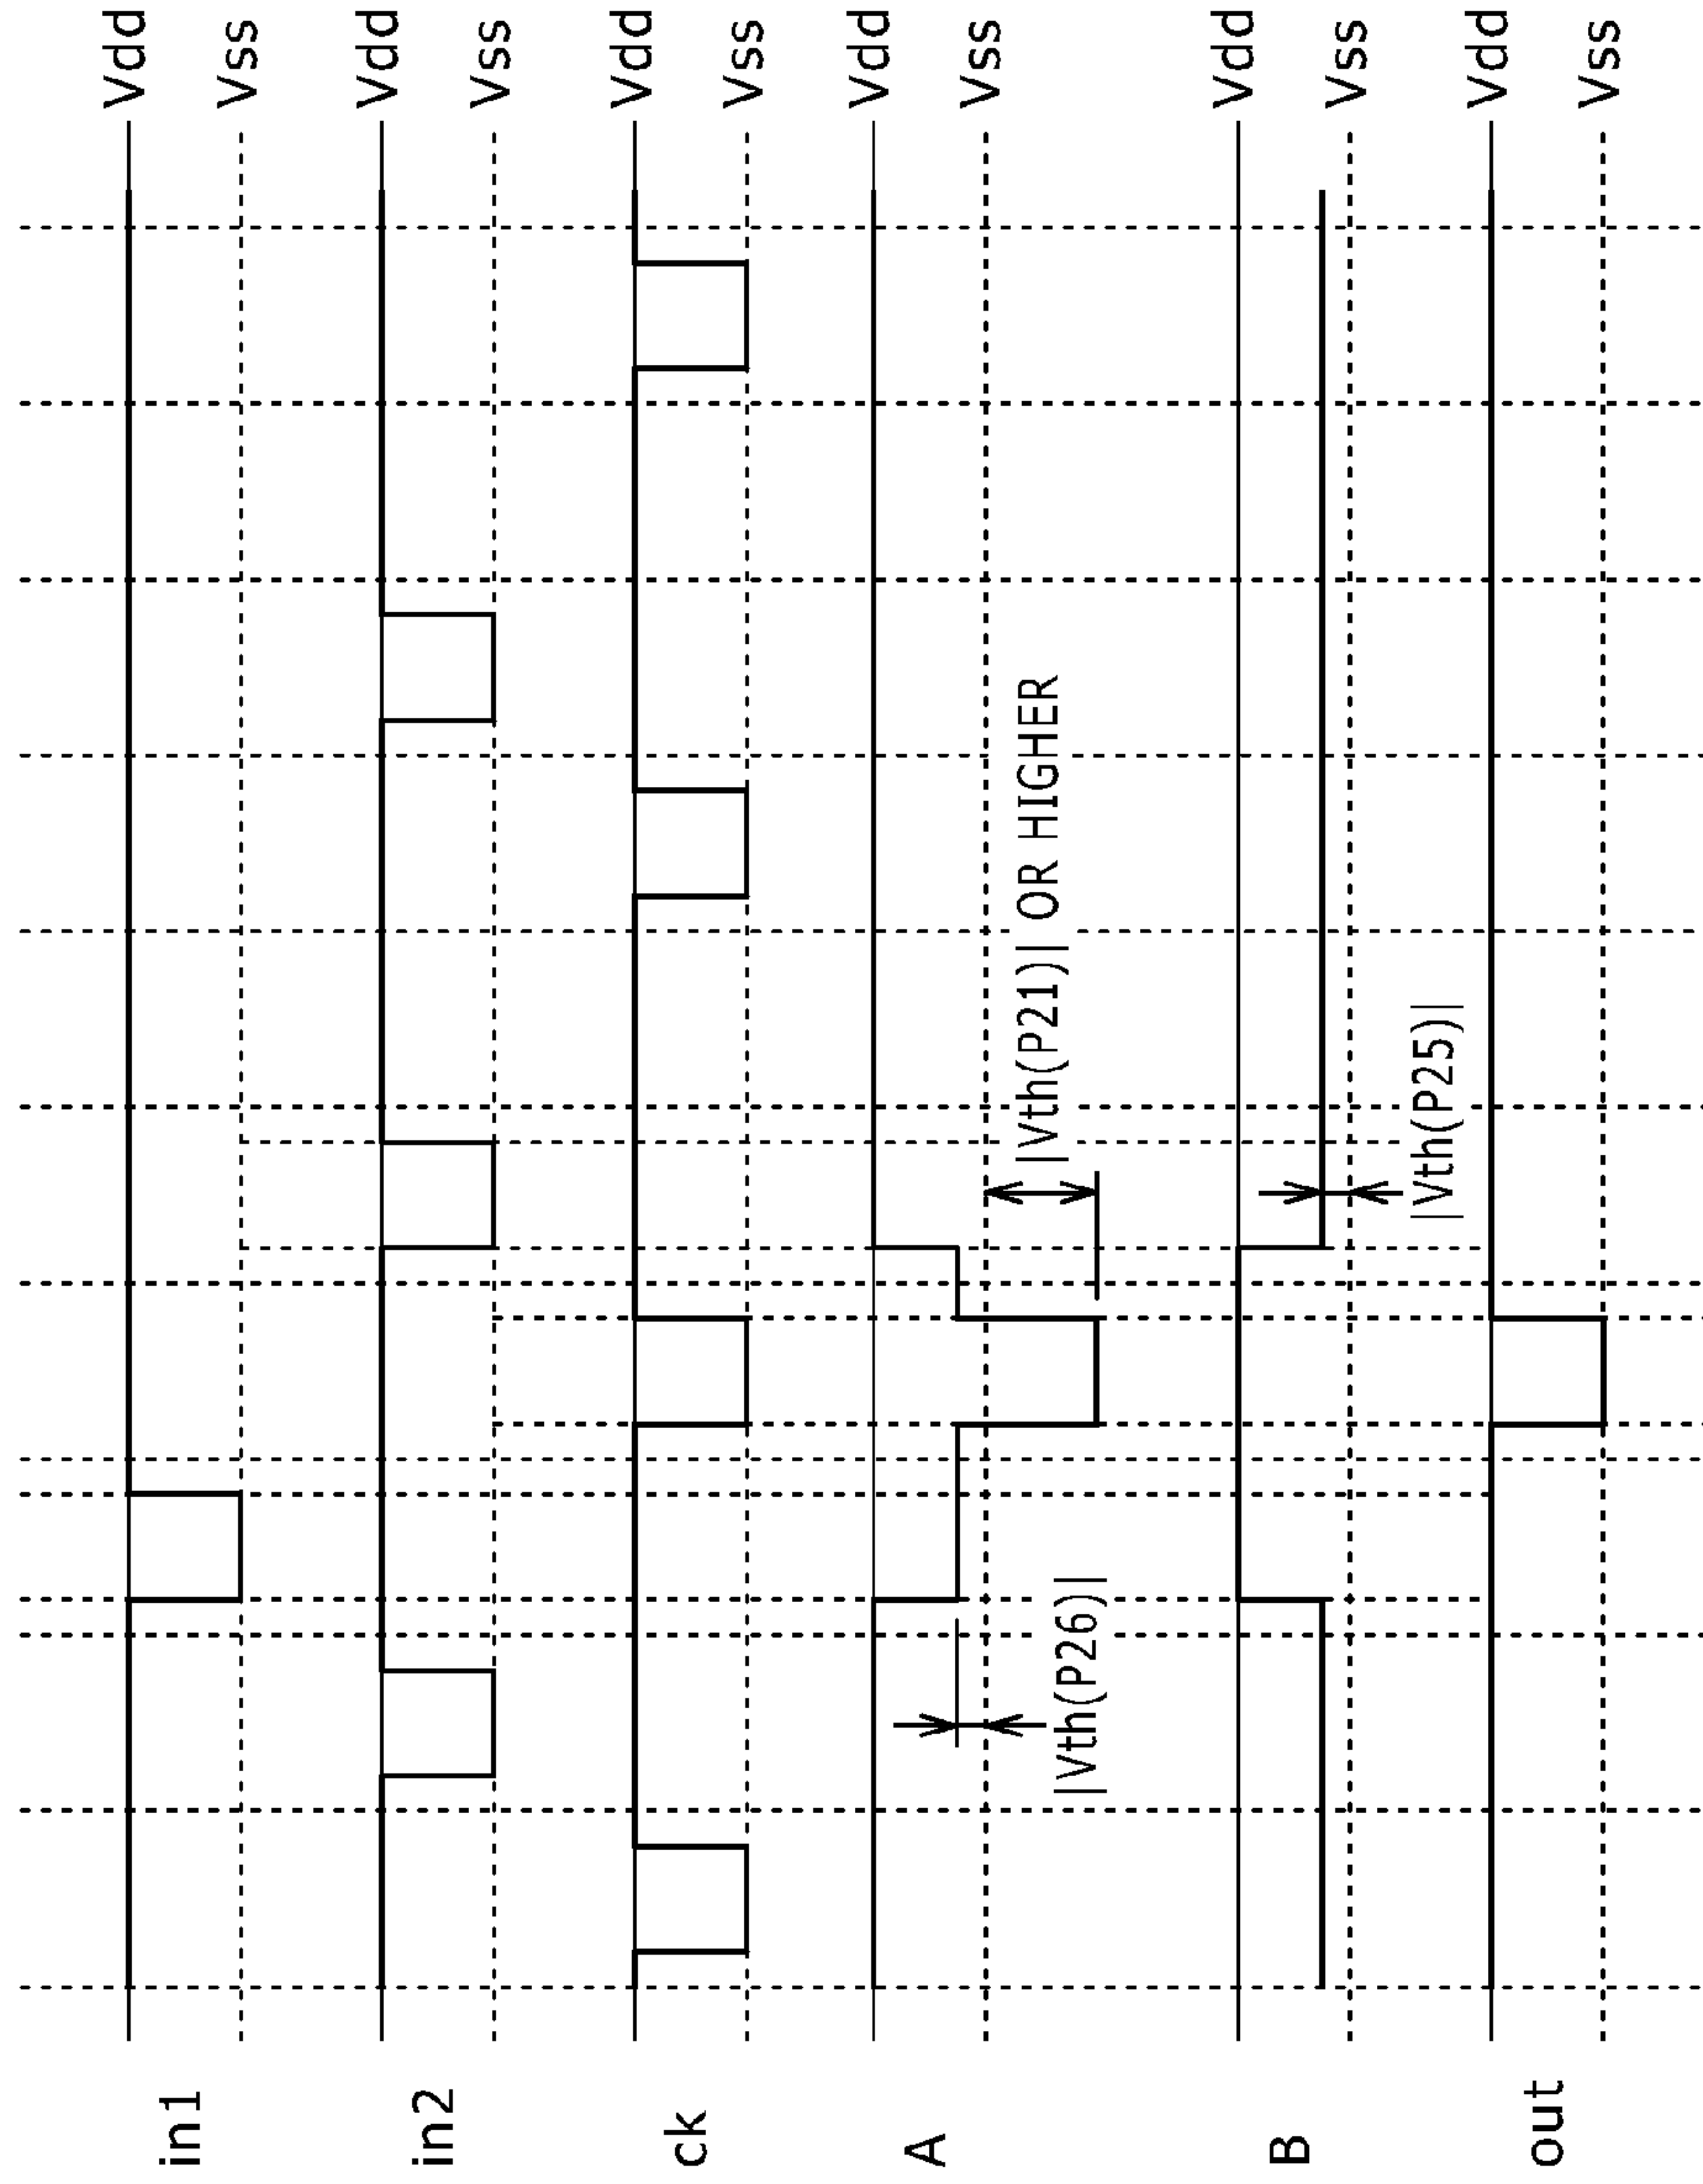 in1
Vdd
Vss
in2
Vdd
Vss
ck
Vdd
Vss
A
Vdd
Vss
|Vth(P21)| OR HIGHER
|Vth(P26)|
B
Vdd
Vss
|Vth(P25)|
out
Vdd
Vss